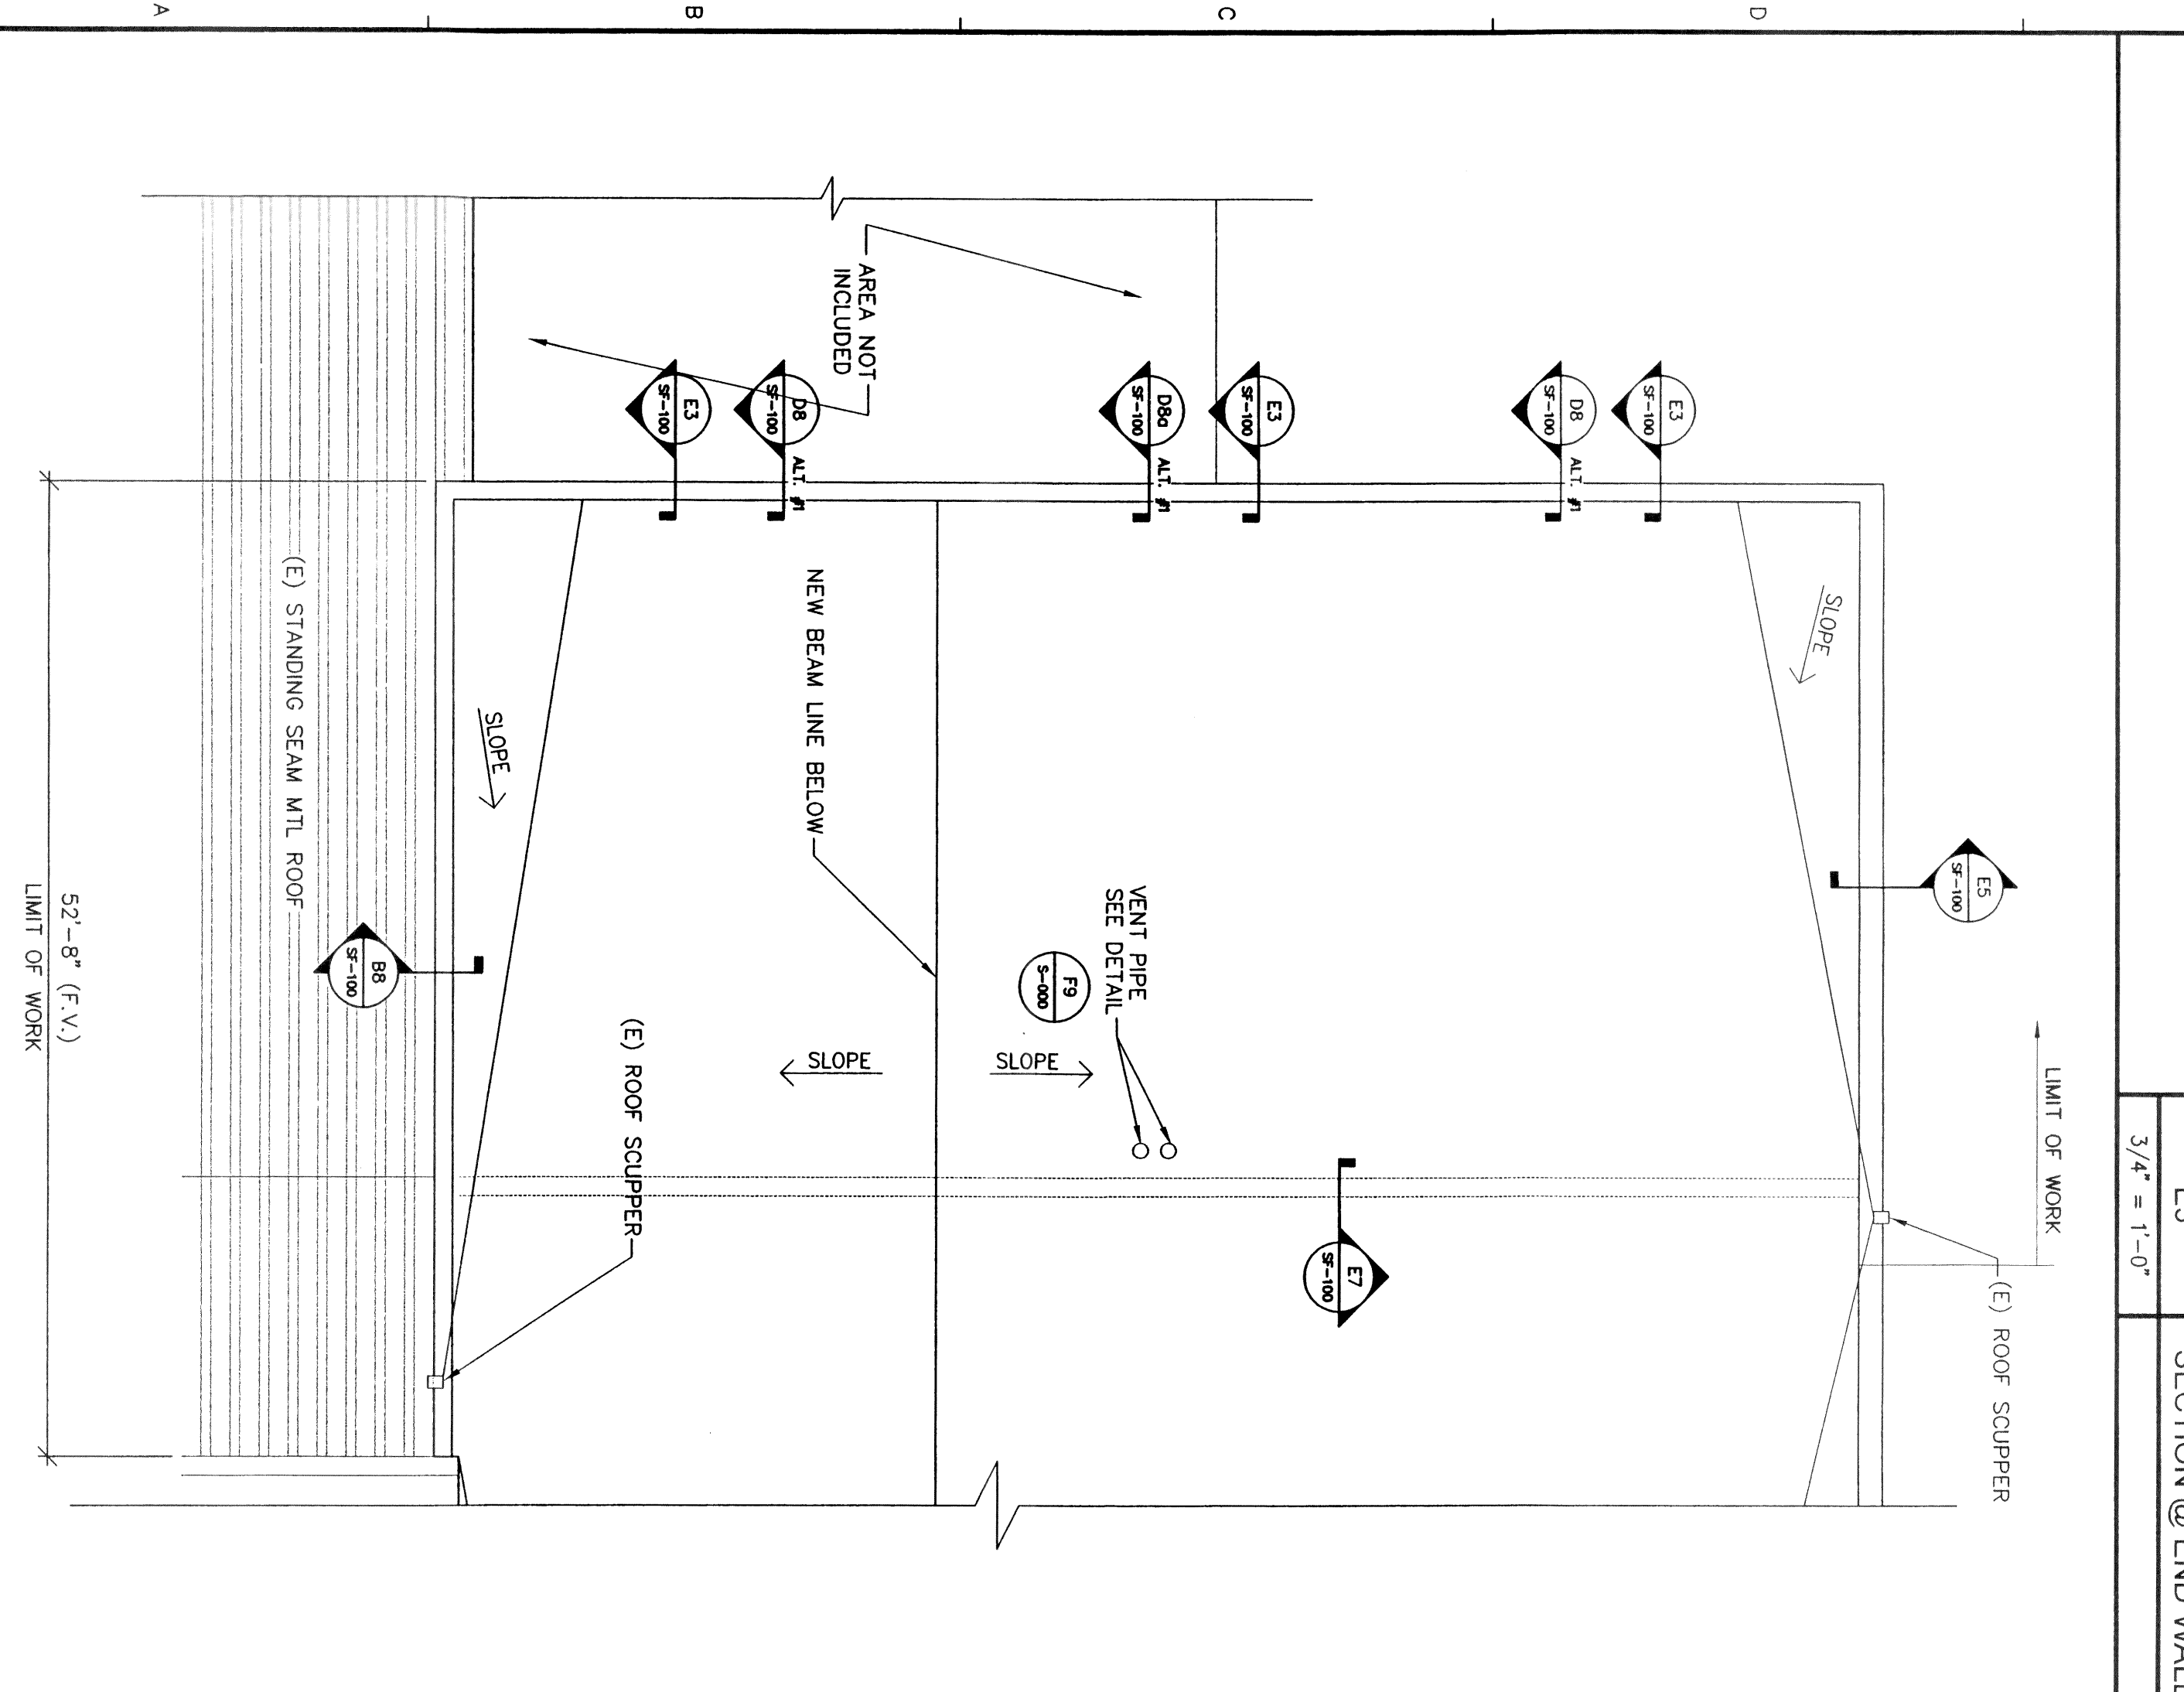 A
B
C
D
3/4" = 1'-0"
SECTION @ END WALL
LIMIT OF WORK
(E) ROOF SCUPPER
E5
SF-100
SLOPE
E3
SF-100
D8
SF-100
ALT. #1
E3
SF-100
D8a
SF-100
ALT. #1
E7
SF-100
VENT PIPE
SEE DETAIL
F9
S-000
SLOPE
SLOPE
AREA NOT
INCLUDED
NEW BEAM LINE BELOW
D8
SF-100
ALT. #1
E3
SF-100
(E) ROOF SCUPPER
SLOPE
B8
SF-100
(E) STANDING SEAM MTL ROOF
52'-8" (F.V.)
LIMIT OF WORK